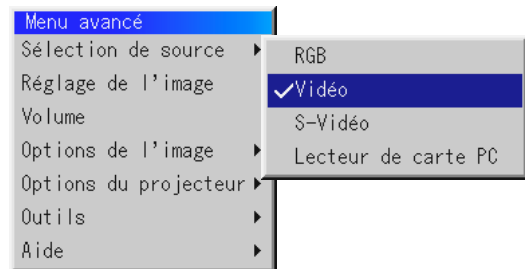 Menu avancé
Sélection de source
Réglage de l'image
Volume
Options de l'image
Options du projecteur
Outils
Aide
RGB
Vidéo
S-Vidéo
Lecteur de carte PC